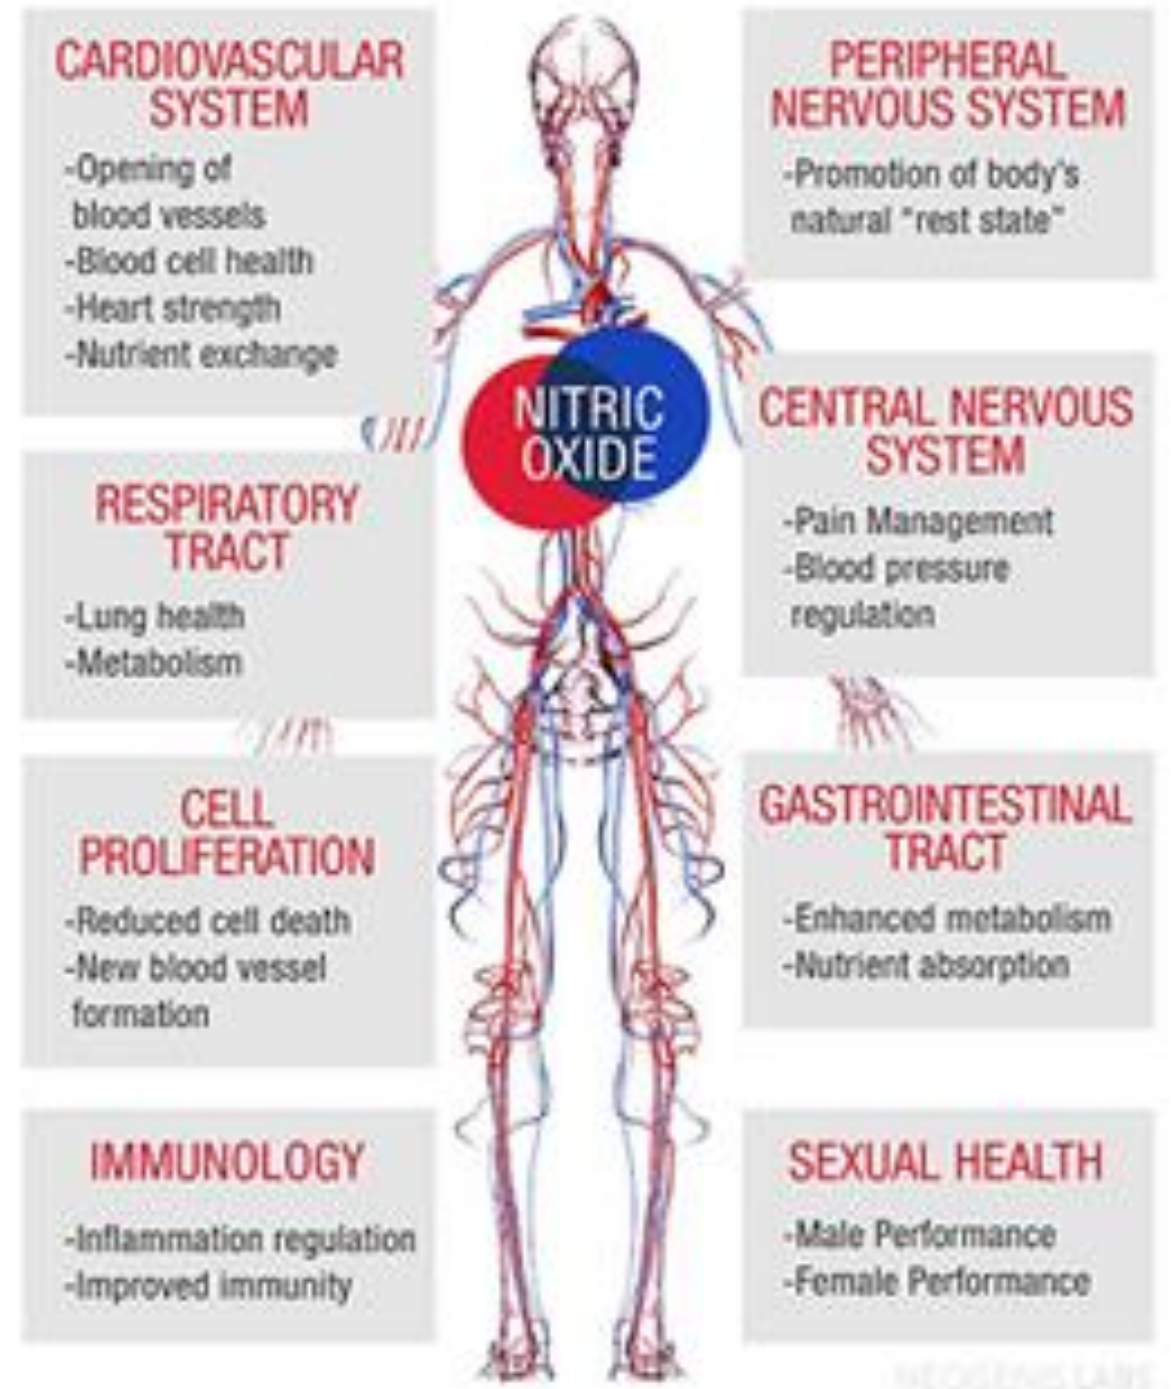 CARDIOVASCULAR
SYSTEM
-Opening of
blood vessels
-Blood cell health
-Heart strength
-Nutrient exchange
RESPIRATORY
TRACT
-Lung health
-Metabolism
CELL
PROLIFERATION
-Reduced cell death
-New blood vessel
formation
IMMUNOLOGY
-Inflammation regulation
-Improved immunity
NITRIC
OXIDE
PERIPHERAL
NERVOUS SYSTEM
-Promotion of body's
natural "rest state"
CENTRAL NERVOUS
SYSTEM
-Pain Management
-Blood pressure
regulation
GASTROINTESTINAL
TRACT
-Enhanced metabolism
-Nutrient absorption
SEXUAL HEALTH
-Male Performance
-Female Performance
NEOGENIS LABS